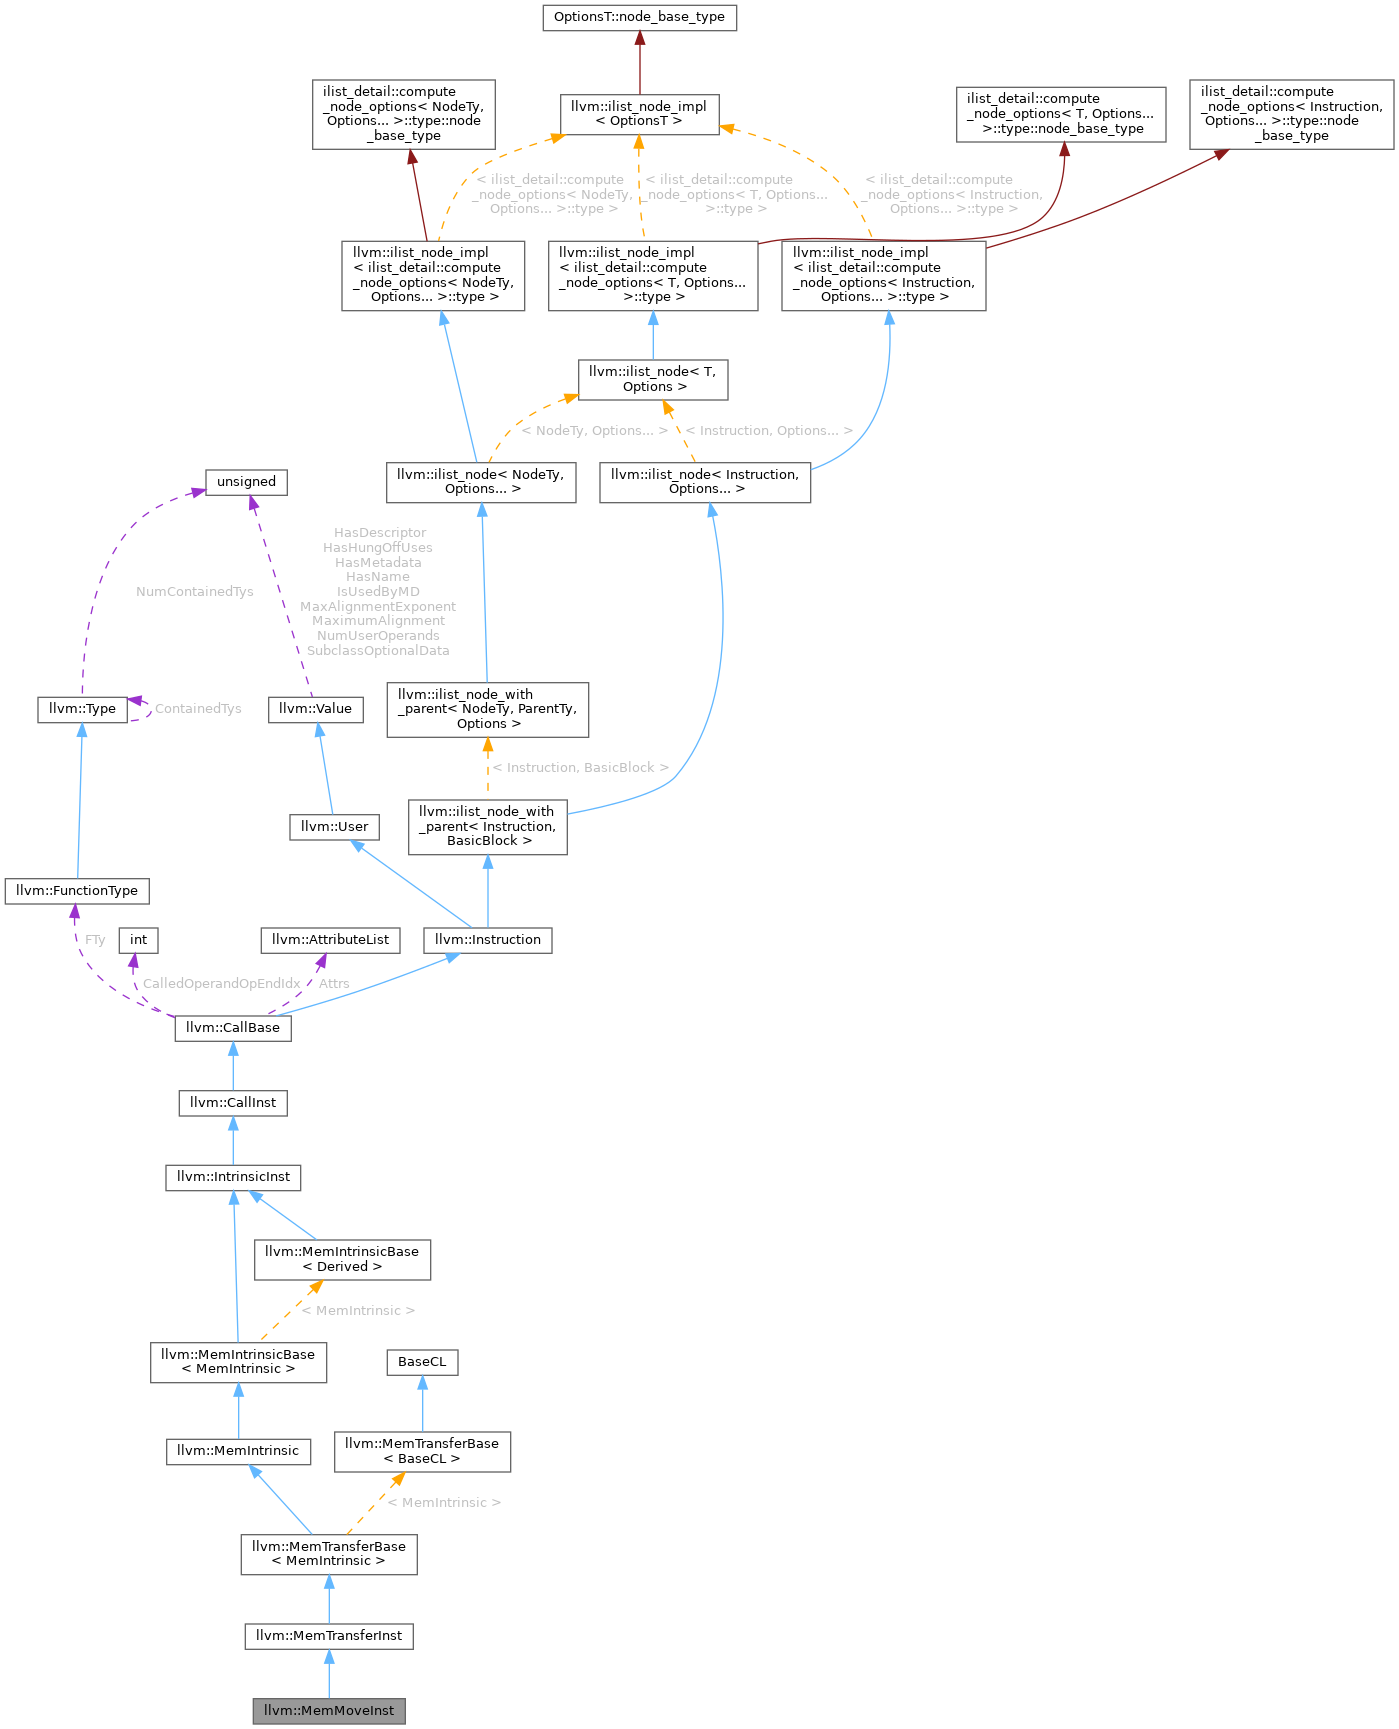 OptionsT::node_base_type
ilist_detail::compute
_node_options< NodeTy,
Options... >::type::node
_base_type
llvm::ilist_node_impl
< OptionsT >
ilist_detail::compute
_node_options< T, Options...
>::type::node_base_type
ilist_detail::compute
_node_options< Instruction,
Options... >::type::node
_base_type
< ilist_detail::compute
_node_options< NodeTy,
Options... >::type >
< ilist_detail::compute
_node_options< T, Options...
>::type >
< ilist_detail::compute
_node_options< Instruction,
Options... >::type >
llvm::ilist_node_impl
< ilist_detail::compute
_node_options< NodeTy,
Options... >::type >
llvm::ilist_node_impl
< ilist_detail::compute
_node_options< T, Options...
>::type >
llvm::ilist_node_impl
< ilist_detail::compute
_node_options< Instruction,
Options... >::type >
llvm::ilist_node< T,
Options >
< NodeTy, Options... >
< Instruction, Options... >
llvm::ilist_node< NodeTy,
Options... >
llvm::ilist_node< Instruction,
Options... >
unsigned
HasDescriptor
HasHungOffUses
HasMetadata
HasName
IsUsedByMD
MaxAlignmentExponent
MaximumAlignment
NumUserOperands
SubclassOptionalData
NumContainedTys
llvm::Type
ContainedTys
llvm::Value
llvm::ilist_node_with
_parent< NodeTy, ParentTy,
Options >
< Instruction, BasicBlock >
llvm::User
llvm::ilist_node_with
_parent< Instruction,
BasicBlock >
llvm::FunctionType
FTy
int
llvm::AttributeList
llvm::Instruction
CalledOperandOpEndIdx
Attrs
llvm::CallBase
llvm::CallInst
llvm::IntrinsicInst
llvm::MemIntrinsicBase
< Derived >
< MemIntrinsic >
llvm::MemIntrinsicBase
< MemIntrinsic >
BaseCL
llvm::MemIntrinsic
llvm::MemTransferBase
< BaseCL >
< MemIntrinsic >
llvm::MemTransferBase
< MemIntrinsic >
llvm::MemTransferInst
llvm::MemMoveInst